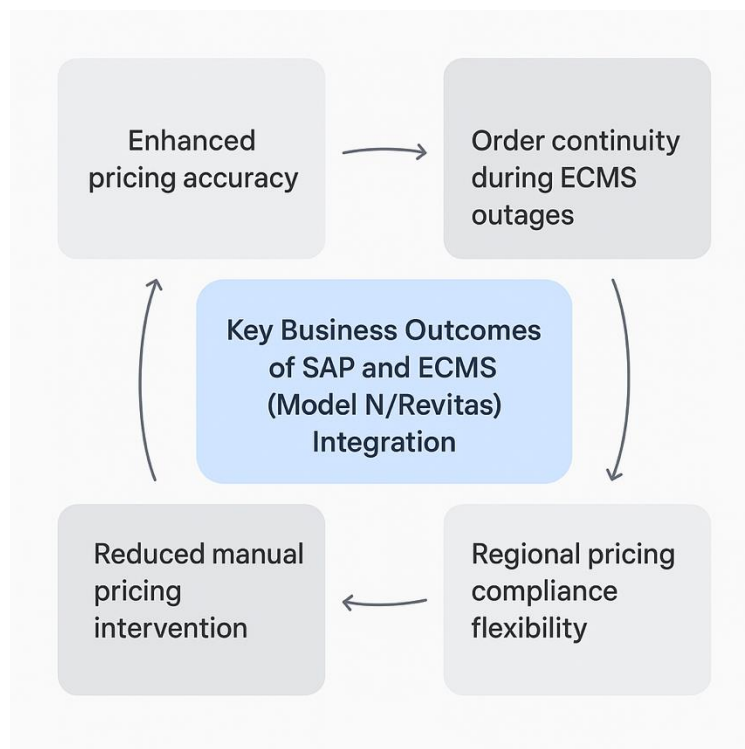 Enhanced
pricing accuracy
Order continuity
during ECMS
outages
Key Business Outcomes
of SAP and ECMS
(Model N/Revitas)
Integration
Reduced manual
pricing
intervention
Regional pricing
compliance
flexibility